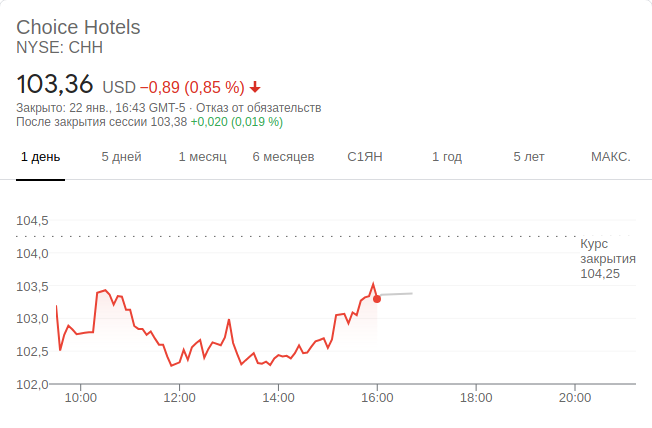 Choice Hotels
NYSE: CHH
103,36 USD −0,89 (0,85 %)
Закрыто: 22 янв., 16:43 GMT-5 · Отказ от обязательств
После закрытия сессии 103,38 +0,020 (0,019 %)
1 день 5 дней 1 месяц 6 месяцев С1ЯН 1 год 5 лет МАКС.
104,5
104,0
103,5
103,0
102,5
102,0
Курс
закрытия
104,25
10:00 12:00 14:00 16:00 18:00 20:00